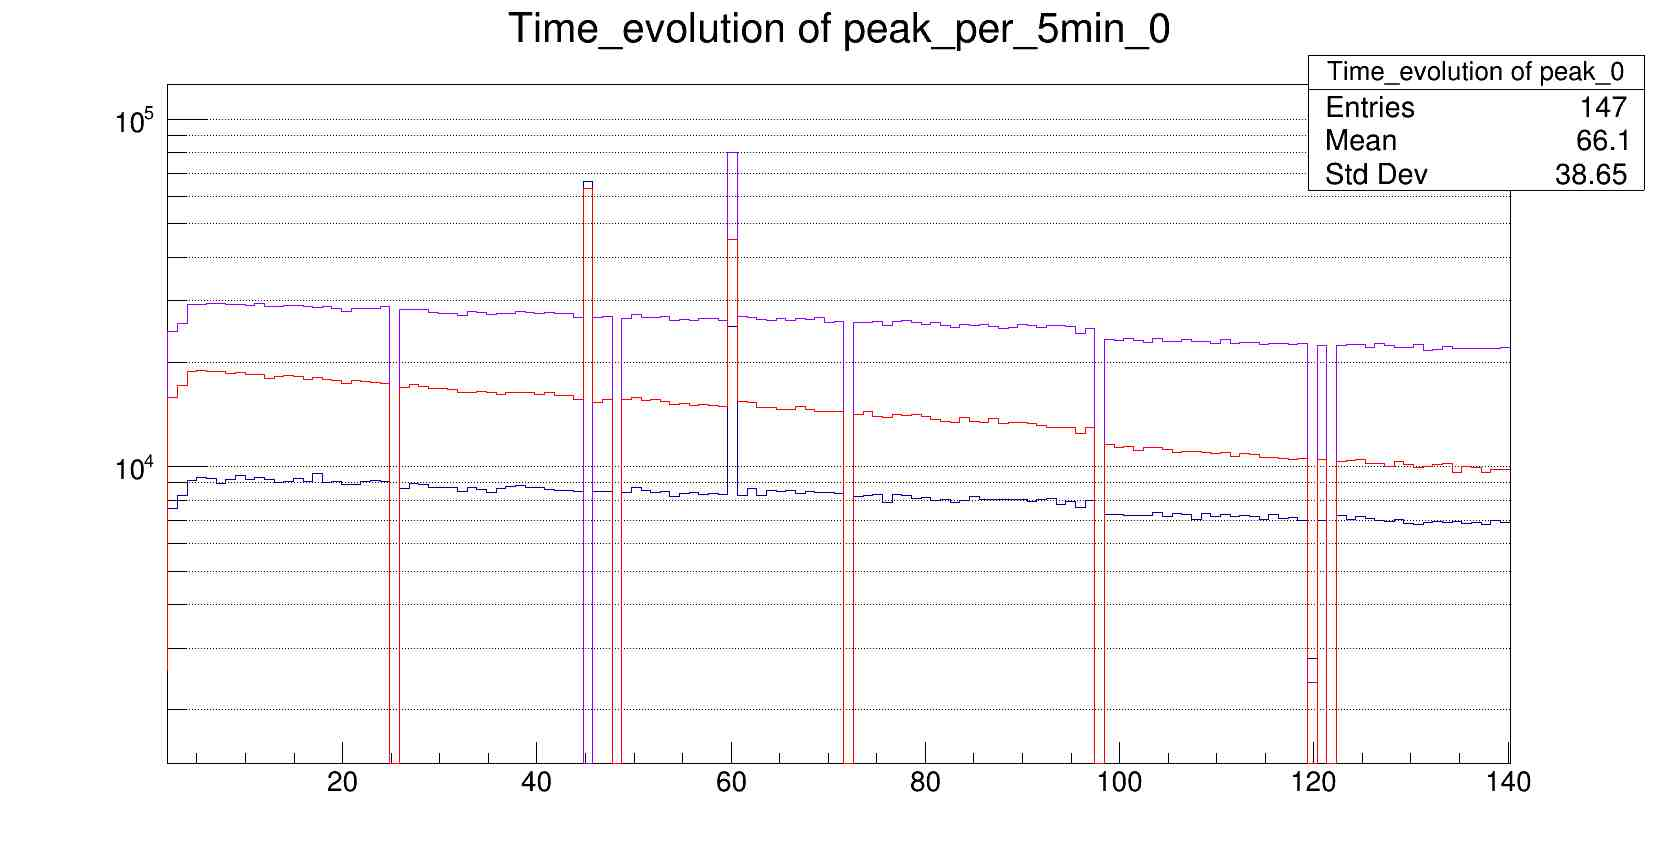 Time_evolution of peak_per_5min_0
Time_evolution of peak_0
Entries 147
Mean 66.1
Std Dev 38.65
10^5
10^4
20 40 60 80 100 120 140